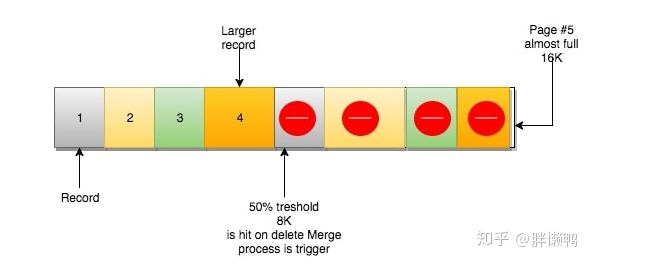 Larger
record
Page #5
almost full
16K
1
2
3
4
Record
50% treshold
8K
is hit on delete Merge
process is trigger
知乎 @胖懒鸭